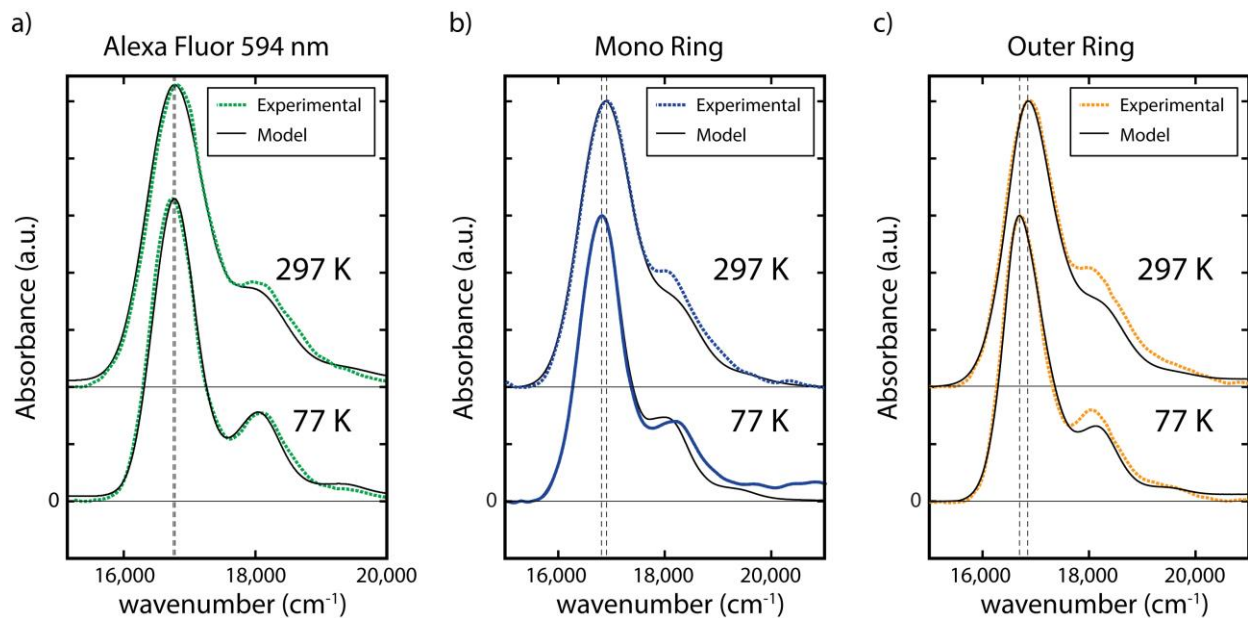 a)
Alexa Fluor 594 nm
Experimental
Model
297 K
77 K
Absorbance (a.u.)
0
16,000 18,000 20,000
wavenumber (cm⁻¹)
b)
Mono Ring
Experimental
Model
297 K
77 K
Absorbance (a.u.)
16,000 18,000 20,000
wavenumber (cm⁻¹)
c)
Outer Ring
Experimental
Model
297 K
77 K
Absorbance (a.u.)
0
16,000 18,000 20,000
wavenumber (cm⁻¹)